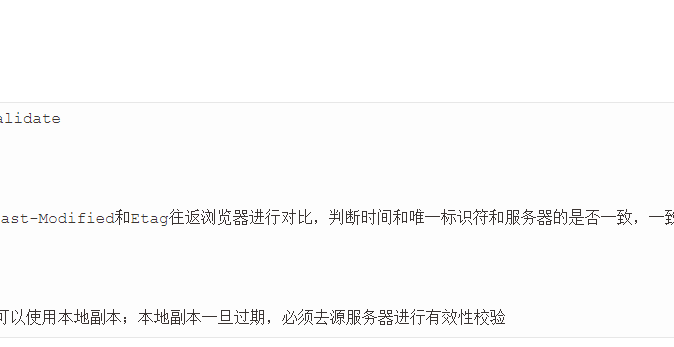 alidate
ast-Modified和Etag往返浏览器进行对比，判断时间和唯一标识符和服务器的是否一致，一致
可以使用本地副本；本地副本一旦过期，必须去源服务器进行有效性校验